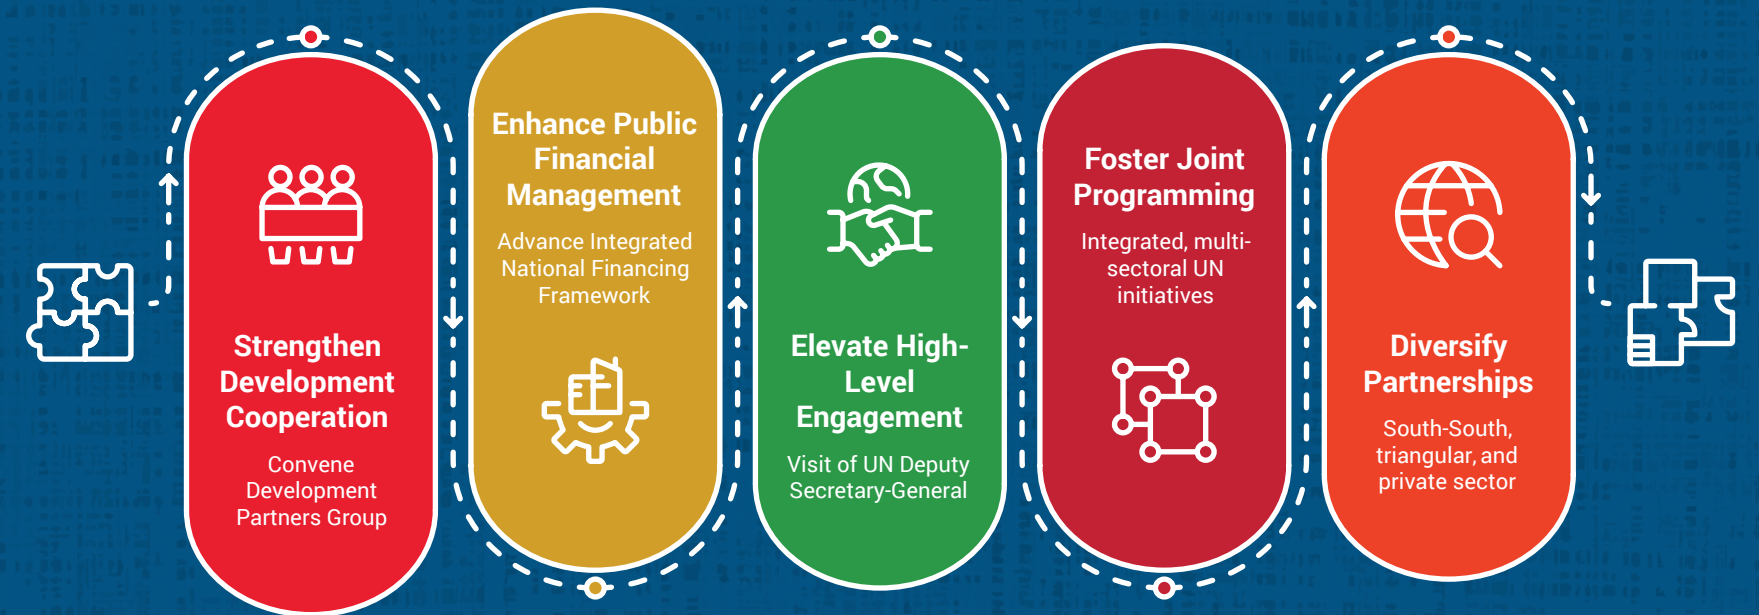 Strengthen
Development
Cooperation
Convene
Development
Partners Group
Enhance Public
Financial
Management
Advance Integrated
National Financing
Framework
Elevate High-
Level
Engagement
Visit of UN Deputy
Secretary-General
Foster Joint
Programming
Integrated, multi-
sectoral UN
initiatives
Diversify
Partnerships
South-South,
triangular, and
private sector